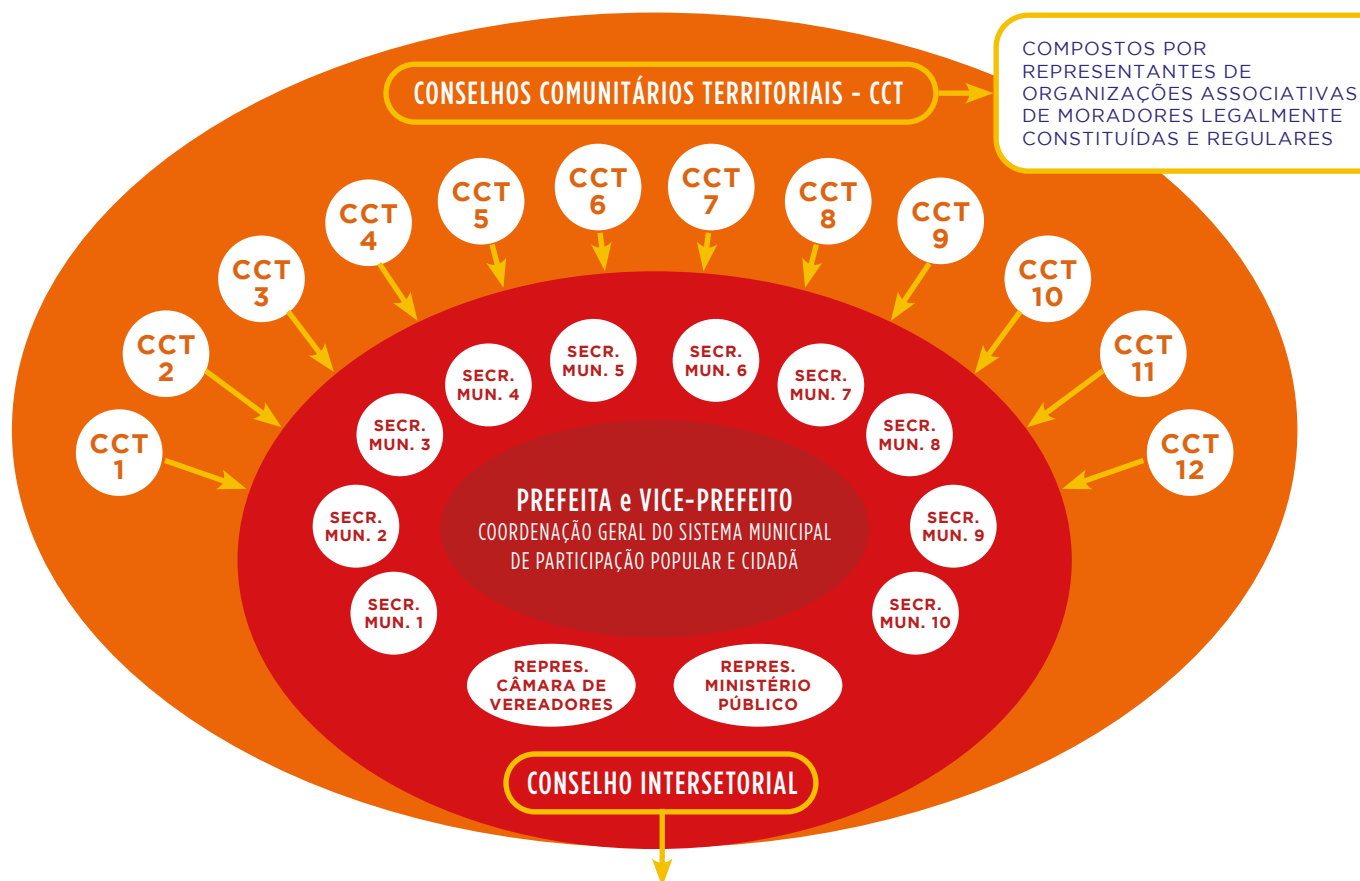 COMPOSTOS POR
REPRESENTANTES DE
ORGANIZAÇÕES ASSOCIATIVAS
DE MORADORES LEGALMENTE
CONSTITUÍDAS E REGULARES
CONSELHOS COMUNITÁRIOS TERRITORIAIS - CCT
CCT
1
CCT
2
CCT
3
CCT
4
CCT
5
CCT
6
CCT
7
CCT
8
CCT
9
CCT
10
CCT
11
CCT
12
SECR.
MUN. 1
SECR.
MUN. 2
SECR.
MUN. 3
SECR.
MUN. 4
SECR.
MUN. 5
SECR.
MUN. 6
SECR.
MUN. 7
SECR.
MUN. 8
SECR.
MUN. 9
SECR.
MUN. 10
PREFEITA e VICE-PREFEITO
COORDENAÇÃO GERAL DO SISTEMA MUNICIPAL
DE PARTICIPAÇÃO POPULAR E CIDADÃ
REPRES.
CÂMARA DE
VEREADORES
REPRES.
MINISTÉRIO
PÚBLICO
CONSELHO INTERSETORIAL